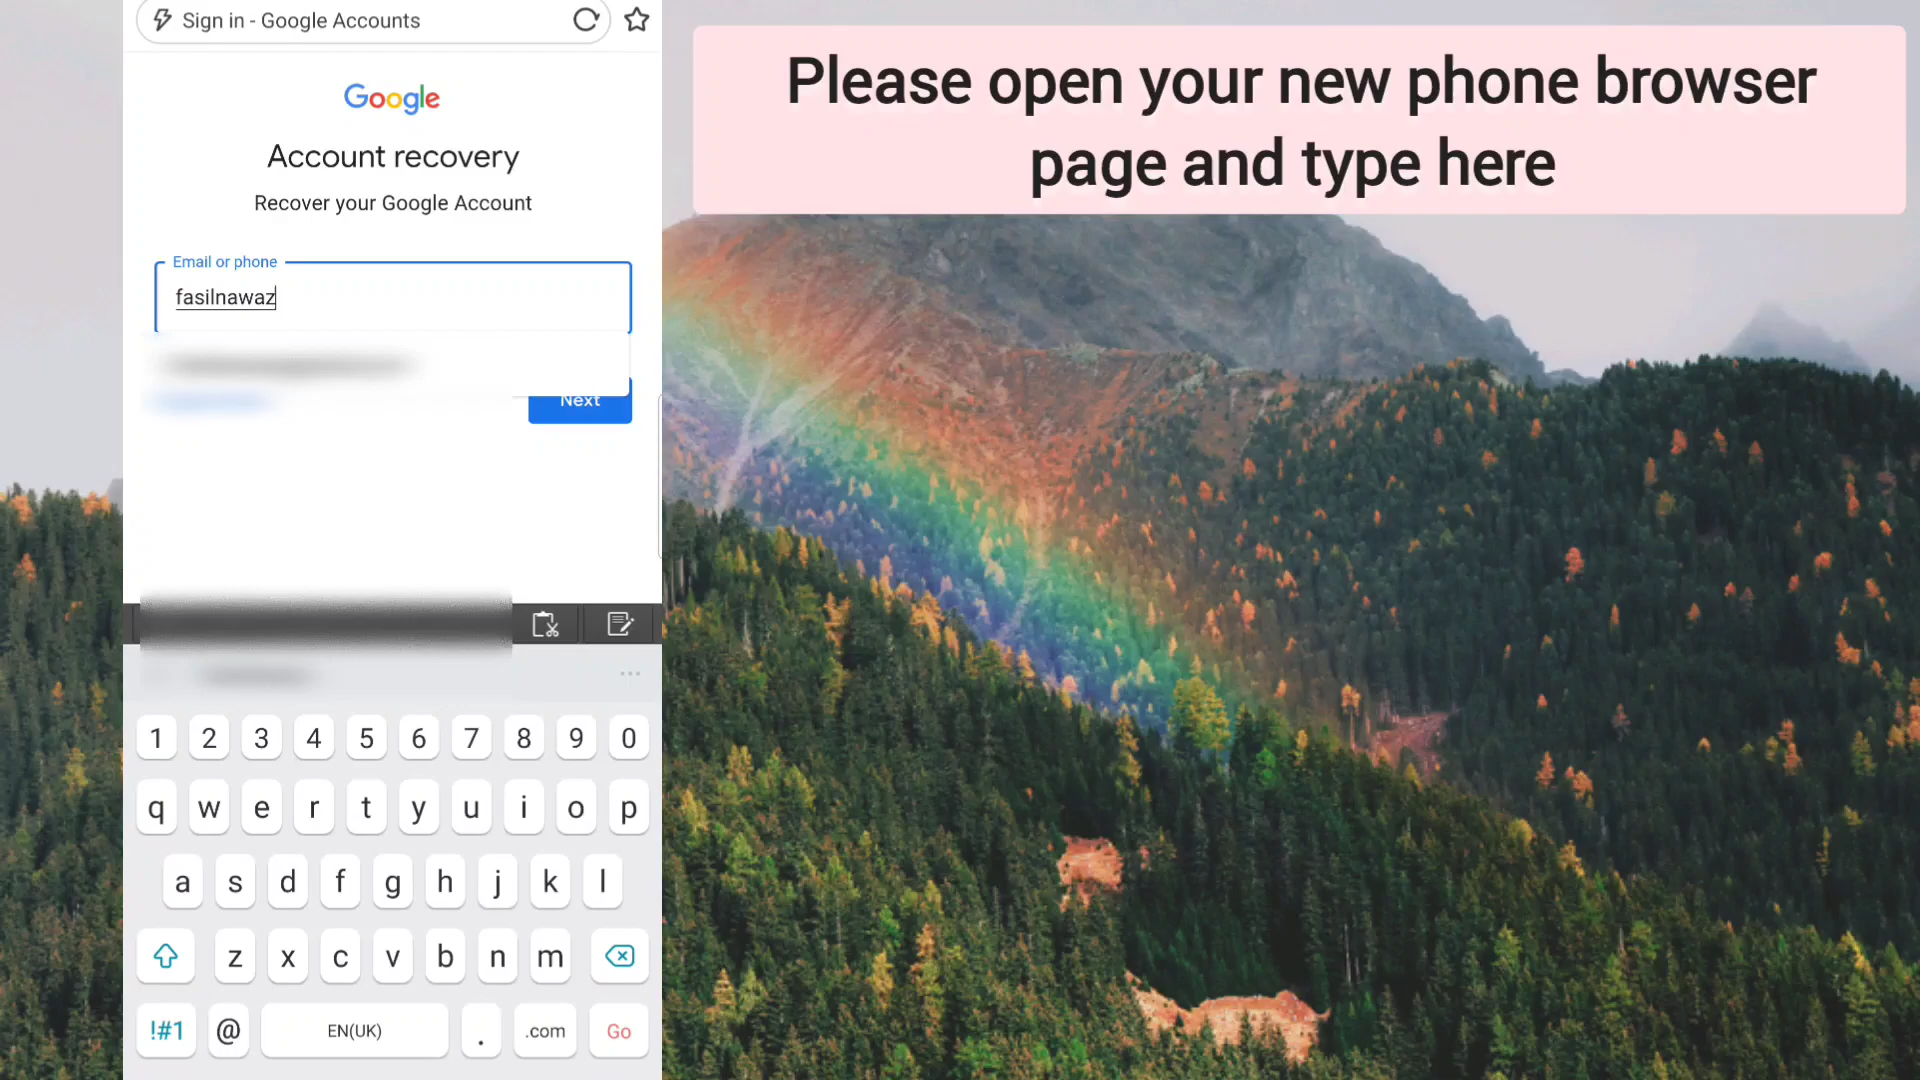 Sign in - Google Accounts
Please open your new phone browser
page and type here
Google
Account recovery
Recover your Google Account
Email or phone
fasilnawaz
Next
...
1 2 3 4 5 6 7 8 9 0
q w e r t y u i o p
a s d f g h j k l
z x c v b n m
!#1 @ EN(UK) . .com Go